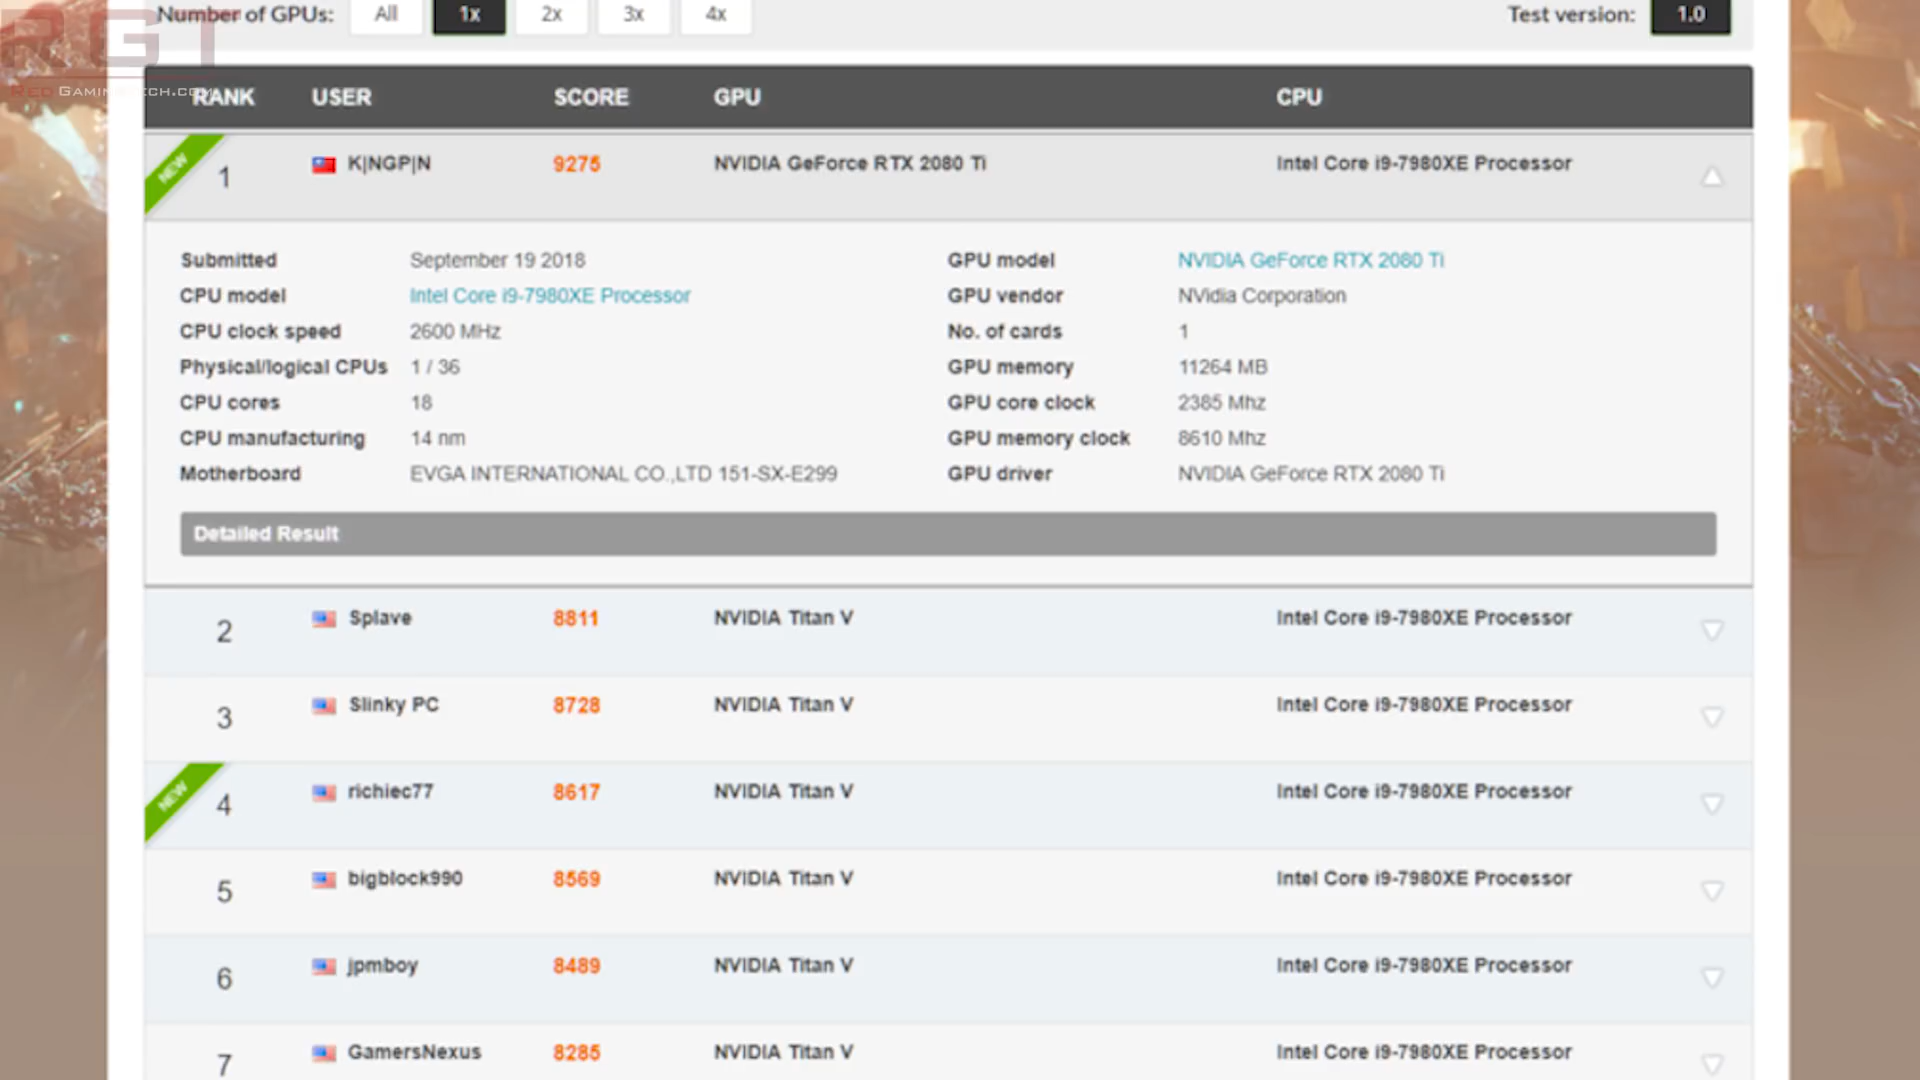 Number of GPUs: All 1x 2x 3x 4x Test version: 1.0
RGT
RED GAMINGTECH.COM
RANK USER SCORE GPU CPU
NEW 1 K|NGP|N 9275 NVIDIA GeForce RTX 2080 Ti Intel Core i9-7980XE Processor
Submitted September 19 2018 GPU model NVIDIA GeForce RTX 2080 Ti
CPU model Intel Core i9-7980XE Processor GPU vendor NVidia Corporation
CPU clock speed 2600 MHz No. of cards 1
Physical/logical CPUs 1 / 36 GPU memory 11264 MB
CPU cores 18 GPU core clock 2385 Mhz
CPU manufacturing 14 nm GPU memory clock 8610 Mhz
Motherboard EVGA INTERNATIONAL CO.,LTD 151-SX-E299 GPU driver NVIDIA GeForce RTX 2080 Ti
Detailed Result
2 Splave 8811 NVIDIA Titan V Intel Core i9-7980XE Processor
3 Slinky PC 8728 NVIDIA Titan V Intel Core i9-7980XE Processor
NEW 4 richiec77 8617 NVIDIA Titan V Intel Core i9-7980XE Processor
5 bigblock990 8569 NVIDIA Titan V Intel Core i9-7980XE Processor
6 jpmboy 8489 NVIDIA Titan V Intel Core i9-7980XE Processor
7 GamersNexus 8285 NVIDIA Titan V Intel Core i9-7980XE Processor